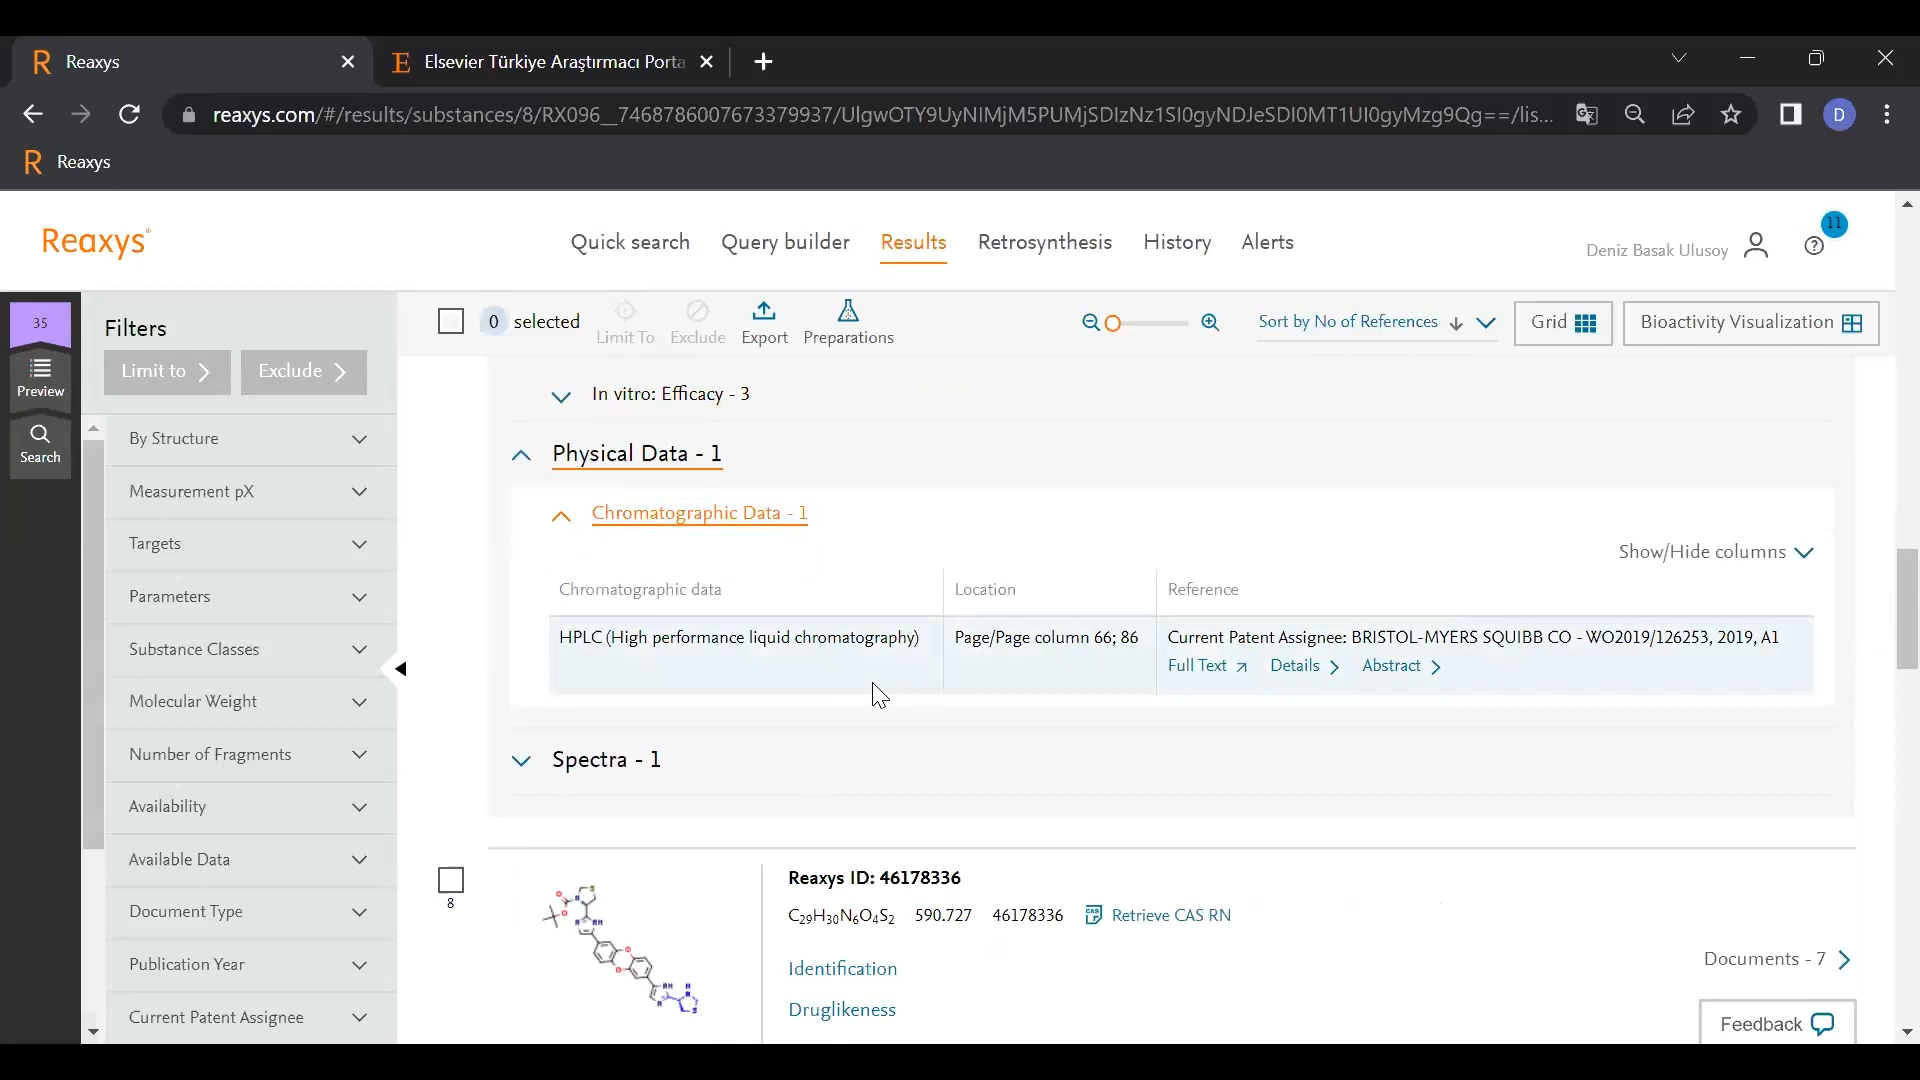 Reaxys
Elsevier Türkiye Araştırmacı Porta
reaxys.com/#/results/substances/8/RX096__7468786007673379937/UlgwOTY9UyNIMjM5PUMjSDIzNz1SI0gyNDJeSDI0MT1UI0gyMzg9Qg==/lis...
D
Reaxys
Reaxys
Quick search Query builder Results Retrosynthesis History Alerts
Deniz Basak Ulusoy
11
35
Preview
Search
Filters
Limit to Exclude
By Structure
Measurement pX
Targets
Parameters
Substance Classes
Molecular Weight
Number of Fragments
Availability
Available Data
Document Type
Publication Year
Current Patent Assignee
0 selected Limit To Exclude Export Preparations
Sort by No of References
Grid
Bioactivity Visualization
In vitro: Efficacy - 3
Physical Data - 1
Chromatographic Data - 1
Show/Hide columns
Chromatographic data Location Reference
HPLC (High performance liquid chromatography) Page/Page column 66; 86 Current Patent Assignee: BRISTOL-MYERS SQUIBB CO - WO2019/126253, 2019, A1
Full Text Details Abstract
Spectra - 1
8
Reaxys ID: 46178336
C29H30N6O4S2 590.727 46178336 Retrieve CAS RN
Identification
Druglikeness
Documents - 7
Feedback